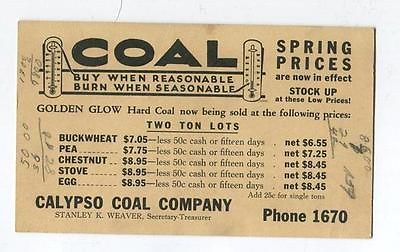 COAL
BUY WHEN REASONABLE
BURN WHEN SEASONABLE
SPRING
PRICES
are now in effect
STOCK UP
at these Low Prices!
GOLDEN GLOW Hard Coal now being sold at the following prices:
TWO TON LOTS
BUCKWHEAT $7.05—less 50c cash or fifteen days . net $6.55
PEA . . . . $7.75—less 50c cash or fifteen days . net $7.25
CHESTNUT . $8.95—less 50c cash or fifteen days . net $8.45
STOVE . . . $8.95—less 50c cash or fifteen days . net $8.45
EGG . . . . $8.95—less 50c cash or fifteen days . net $8.45
Add 25c for single tons
CALYPSO COAL COMPANY
STANLEY K. WEAVER, Secretary-Treasurer
Phone 1670